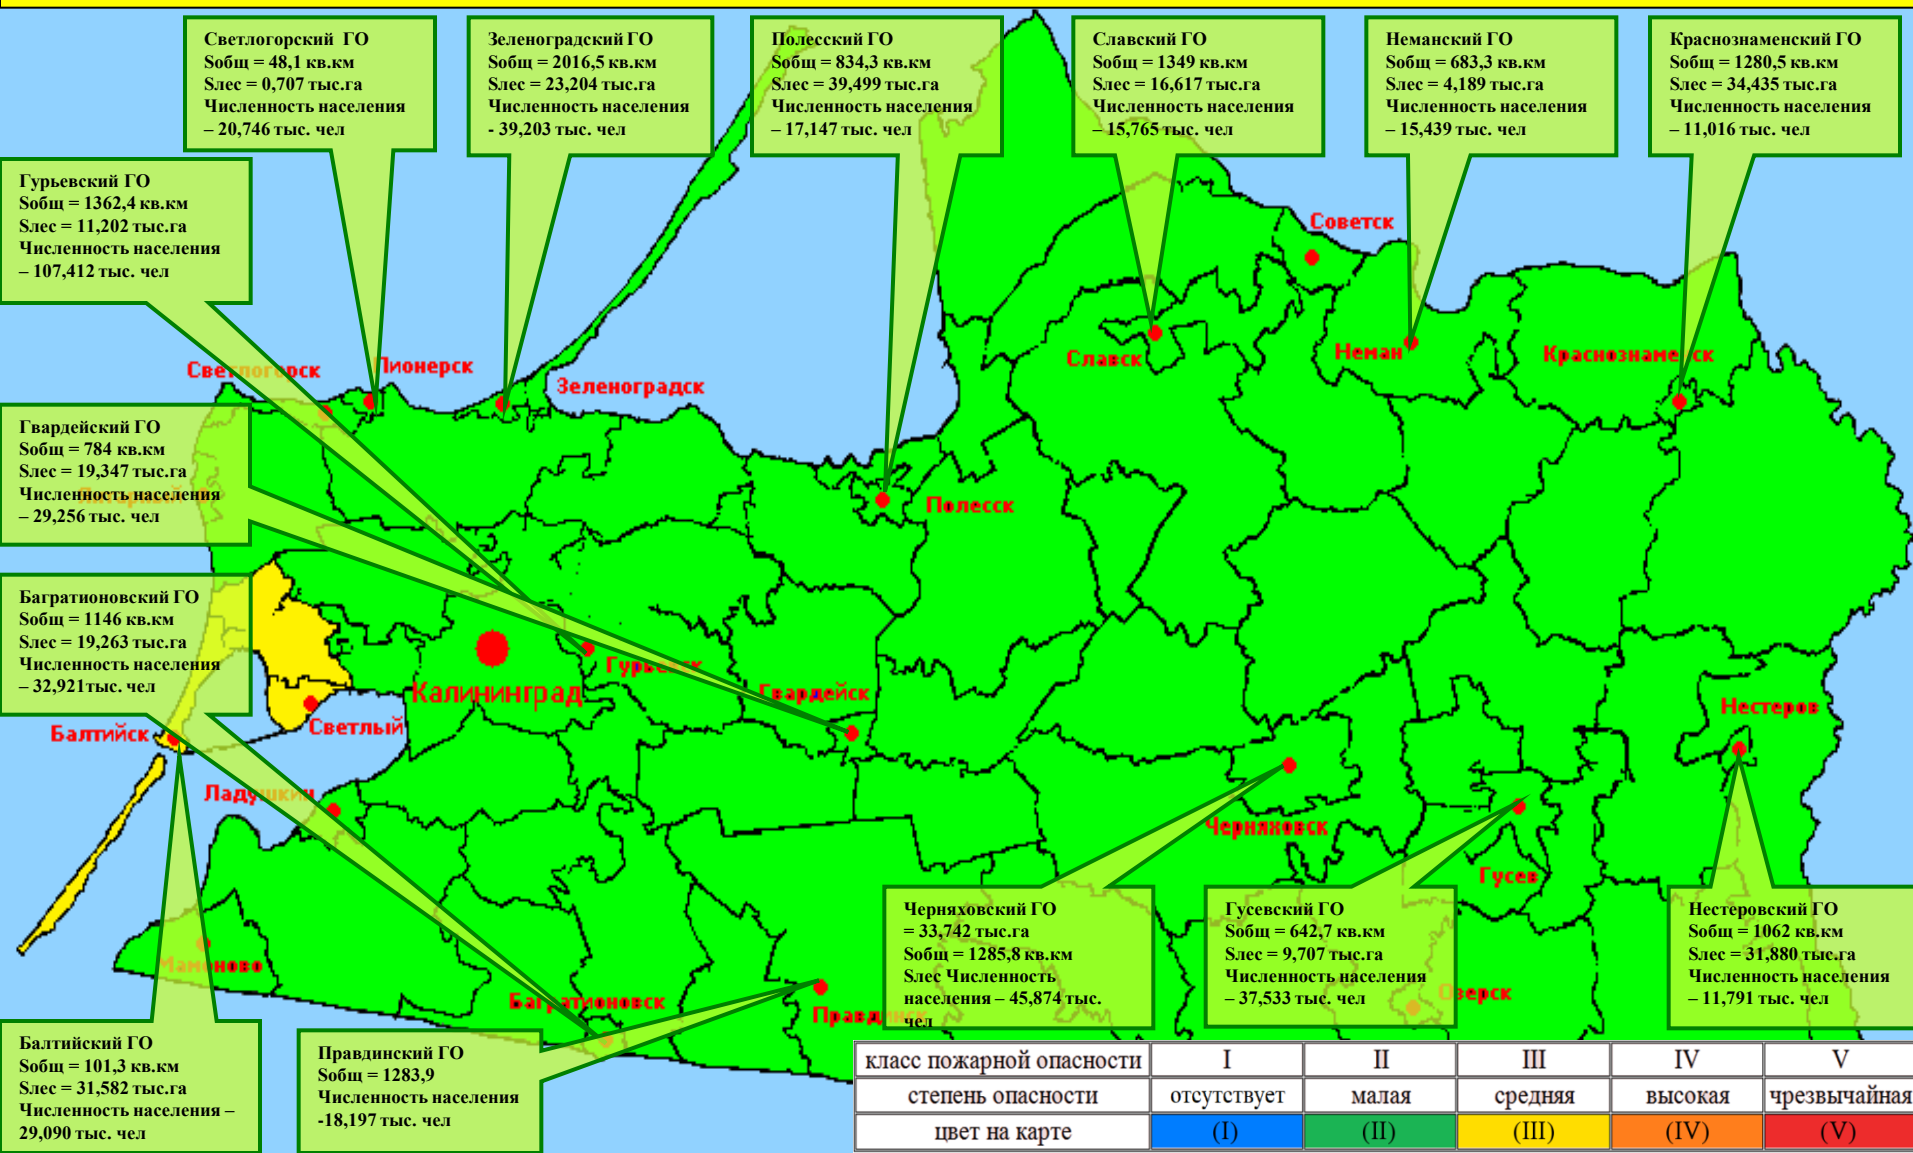 Светлогорский ГО
Sобщ = 48,1 кв.км
Sлес = 0,707 тыс.га
Численность населения
– 20,746 тыс. чел
Зеленоградский ГО
Sобщ = 2016,5 кв.км
Sлес = 23,204 тыс.га
Численность населения
- 39,203 тыс. чел
Полесский ГО
Sобщ = 834,3 кв.км
Sлес = 39,499 тыс.га
Численность населения
– 17,147 тыс. чел
Славский ГО
Sобщ = 1349 кв.км
Sлес = 16,617 тыс.га
Численность населения
– 15,765 тыс. чел
Неманский ГО
Sобщ = 683,3 кв.км
Sлес = 4,189 тыс.га
Численность населения
– 15,439 тыс. чел
Краснознаменский ГО
Sобщ = 1280,5 кв.км
Sлес = 34,435 тыс.га
Численность населения
– 11,016 тыс. чел
Гурьевский ГО
Sобщ = 1362,4 кв.км
Sлес = 11,202 тыс.га
Численность населения
– 107,412 тыс. чел
Советск
Славск
Неман
Краснознаменск
Светлогорск
Пионерск
Зеленоградск
Гвардейский ГО
Sобщ = 784 кв.км
Sлес = 19,347 тыс.га
Численность населения
– 29,256 тыс. чел
Полесск
Багратионовский ГО
Sобщ = 1146 кв.км
Sлес = 19,263 тыс.га
Численность населения
– 32,921тыс. чел
Гурьевск
Калининград
Гвардейск
Нестеров
Балтийск
Светлый
Ладушкин
Черняховск
Гусев
Мамоново
Багратионовск
Правдинск
Озерск
Черняховский ГО
= 33,742 тыс.га
Sобщ = 1285,8 кв.км
Sлес Численность
населения – 45,874 тыс.
чел
Гусевский ГО
Sобщ = 642,7 кв.км
Sлес = 9,707 тыс.га
Численность населения
– 37,533 тыс. чел
Нестеровский ГО
Sобщ = 1062 кв.км
Sлес = 31,880 тыс.га
Численность населения
– 11,791 тыс. чел
Балтийский ГО
Sобщ = 101,3 кв.км
Sлес = 31,582 тыс.га
Численность населения –
29,090 тыс. чел
Правдинский ГО
Sобщ = 1283,9
Численность населения
-18,197 тыс. чел
класс пожарной опасности I II III IV V
степень опасности отсутствует малая средняя высокая чрезвычайная
цвет на карте (I) (II) (III) (IV) (V)